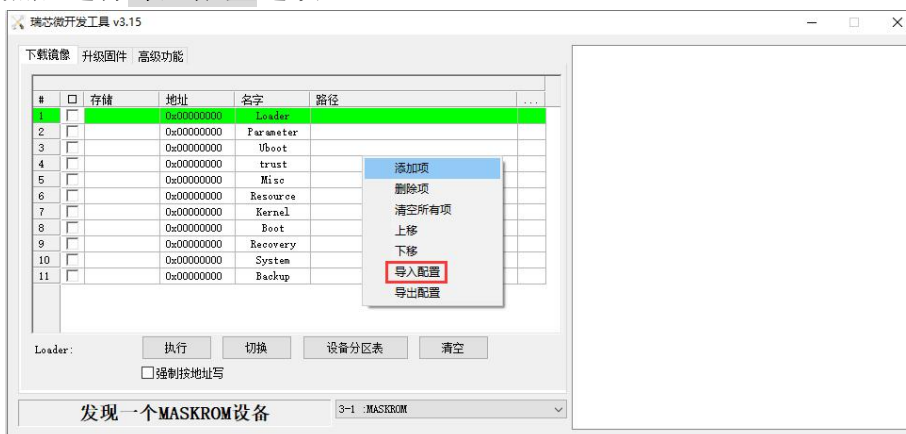 瑞芯微开发工具 v3.15
下载镜像 升级固件 高级功能
# 存储 地址 名字 路径 ...
1 0x00000000 Loader
2 0x00000000 Parameter
3 0x00000000 Uboot
4 0x00000000 trust
5 0x00000000 Misc
6 0x00000000 Resource
7 0x00000000 Kernel
8 0x00000000 Boot
9 0x00000000 Recovery
10 0x00000000 System
11 0x00000000 Backup
添加项
删除项
清空所有项
上移
下移
导入配置
导出配置
Loader: 执行 切换 设备分区表 清空
强制按地址写
发现一个MASKROM设备 3-1 :MASKROM